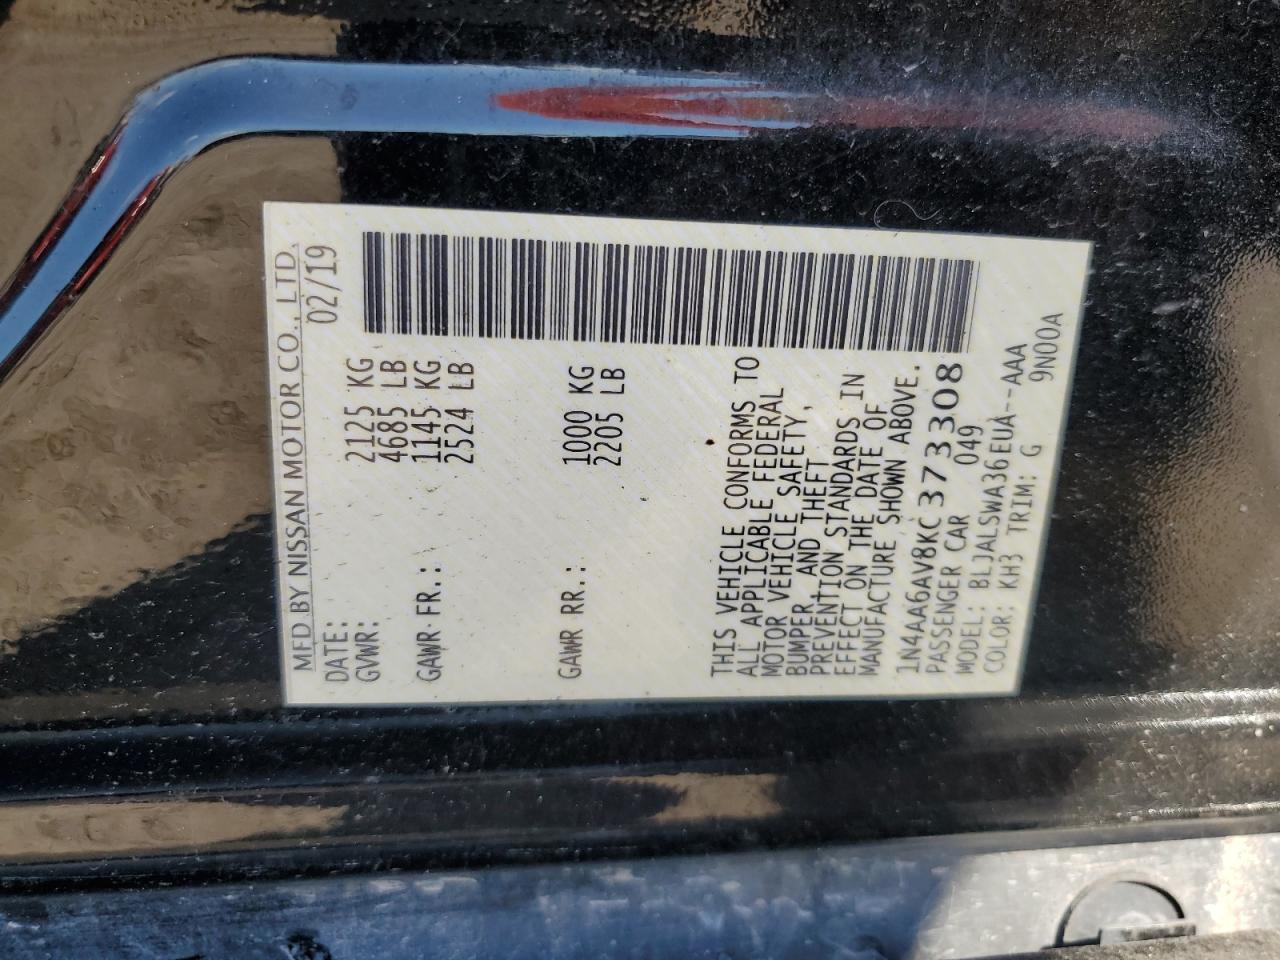 MFD BY NISSAN MOTOR CO., LTD.
DATE: 02/19
GVWR: 2125 KG
4685 LB
GAWR FR.: 1145 KG
2524 LB
GAWR RR.: 1000 KG
2205 LB
THIS VEHICLE CONFORMS TO
ALL APPLICABLE FEDERAL
MOTOR VEHICLE SAFETY,
BUMPER, AND THEFT
PREVENTION STANDARDS IN
EFFECT ON THE DATE OF
MANUFACTURE SHOWN ABOVE.
1N4AA6AV8KC373308
PASSENGER CAR 049
MODEL: BLJALSWA36EUA--AAA
COLOR: KH3 TRIM: G 9N00A